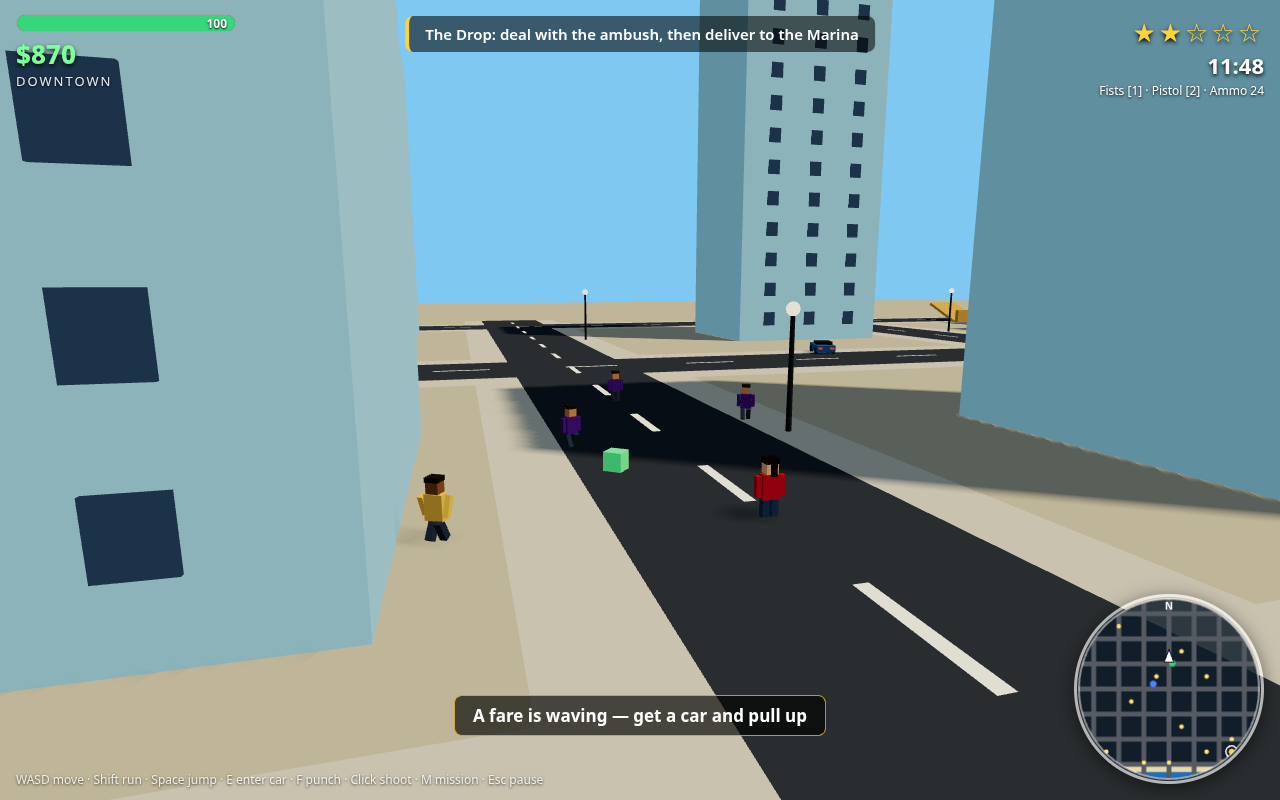 100
$870
DOWNTOWN
The Drop: deal with the ambush, then deliver to the Marina
★★☆☆☆
11:48
Fists [1] · Pistol [2] · Ammo 24
A fare is waving — get a car and pull up
N
WASD move · Shift run · Space jump · E enter car · F punch · Click shoot · M mission · Esc pause